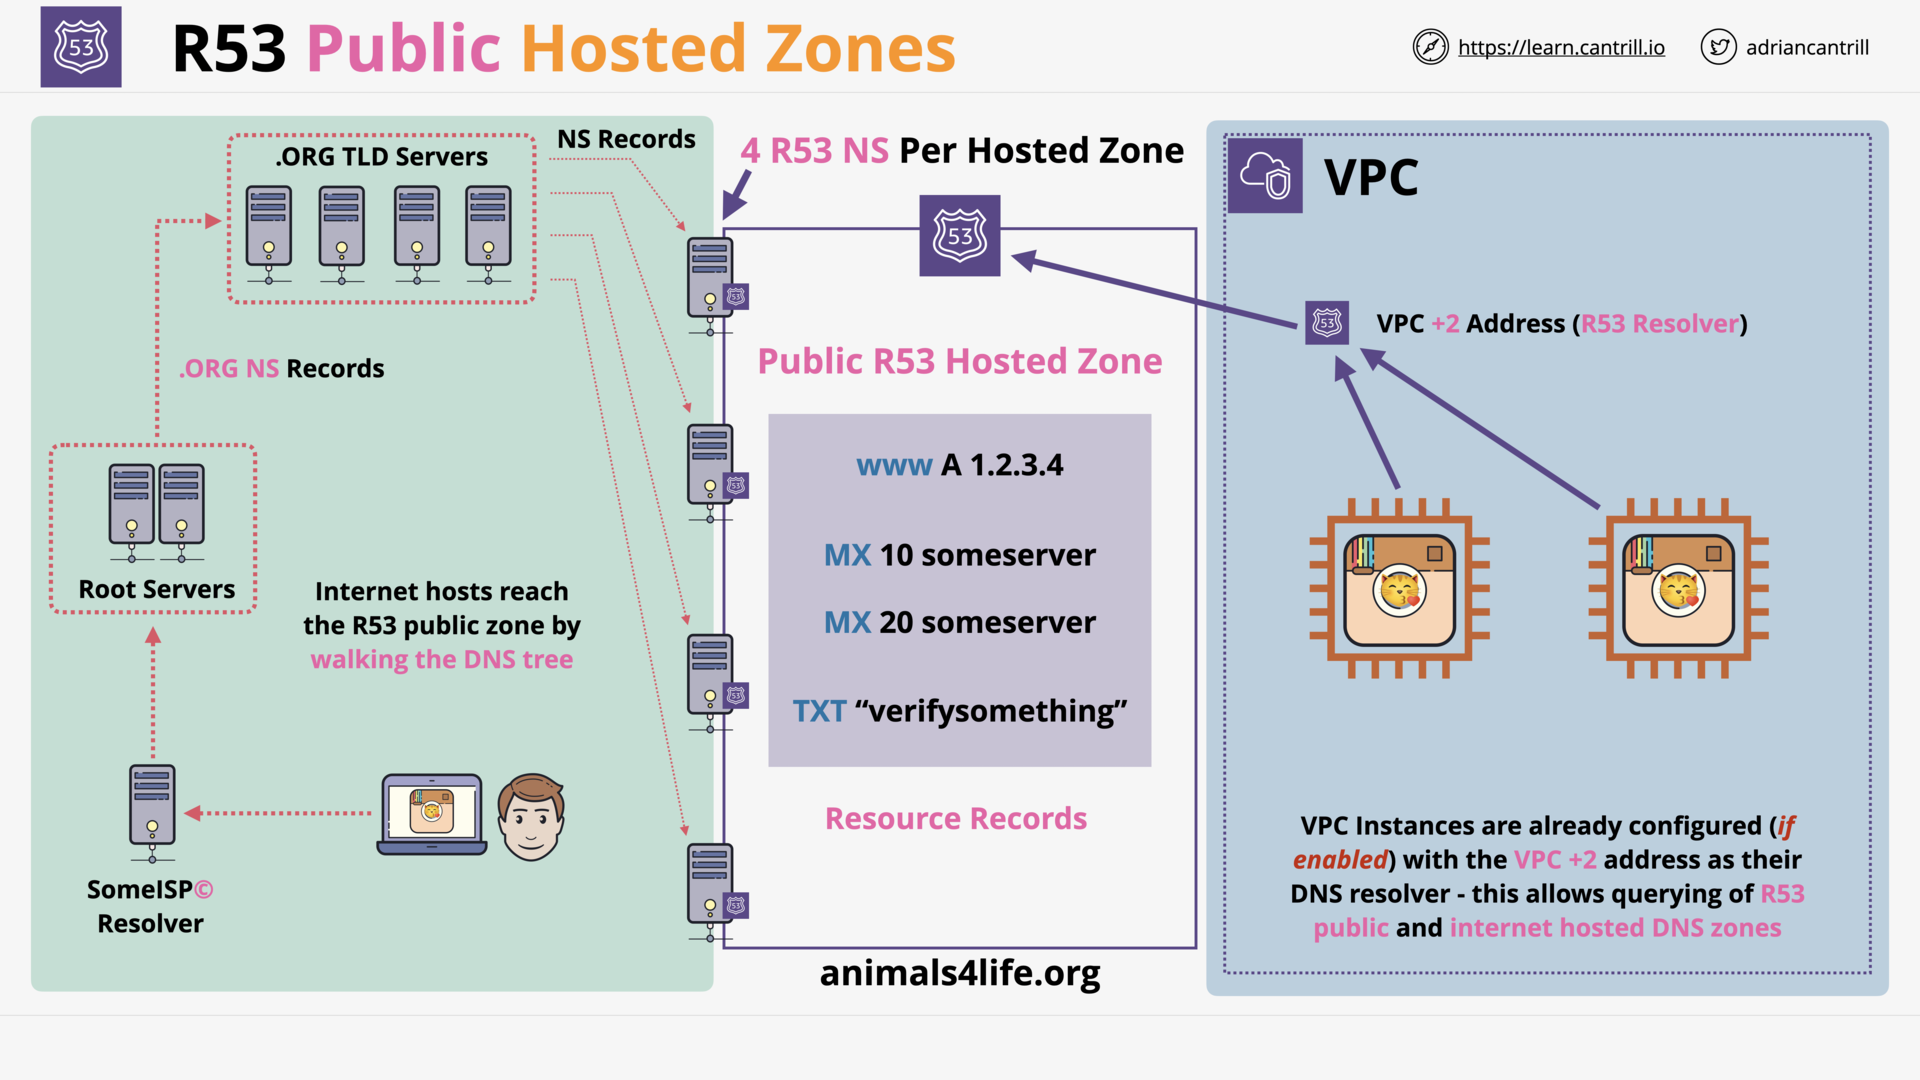 53
R53 Public Hosted Zones
https://learn.cantrill.io
adriancantrill
.ORG TLD Servers
NS Records
.ORG NS Records
Root Servers
Internet hosts reach
the R53 public zone by
walking the DNS tree
SomeISP©
Resolver
4 R53 NS Per Hosted Zone
53
53
53
53
53
Public R53 Hosted Zone
www A 1.2.3.4
MX 10 someserver
MX 20 someserver
TXT “verifysomething”
Resource Records
animals4life.org
VPC
53
VPC +2 Address (R53 Resolver)
VPC Instances are already configured (if
enabled) with the VPC +2 address as their
DNS resolver - this allows querying of R53
public and internet hosted DNS zones